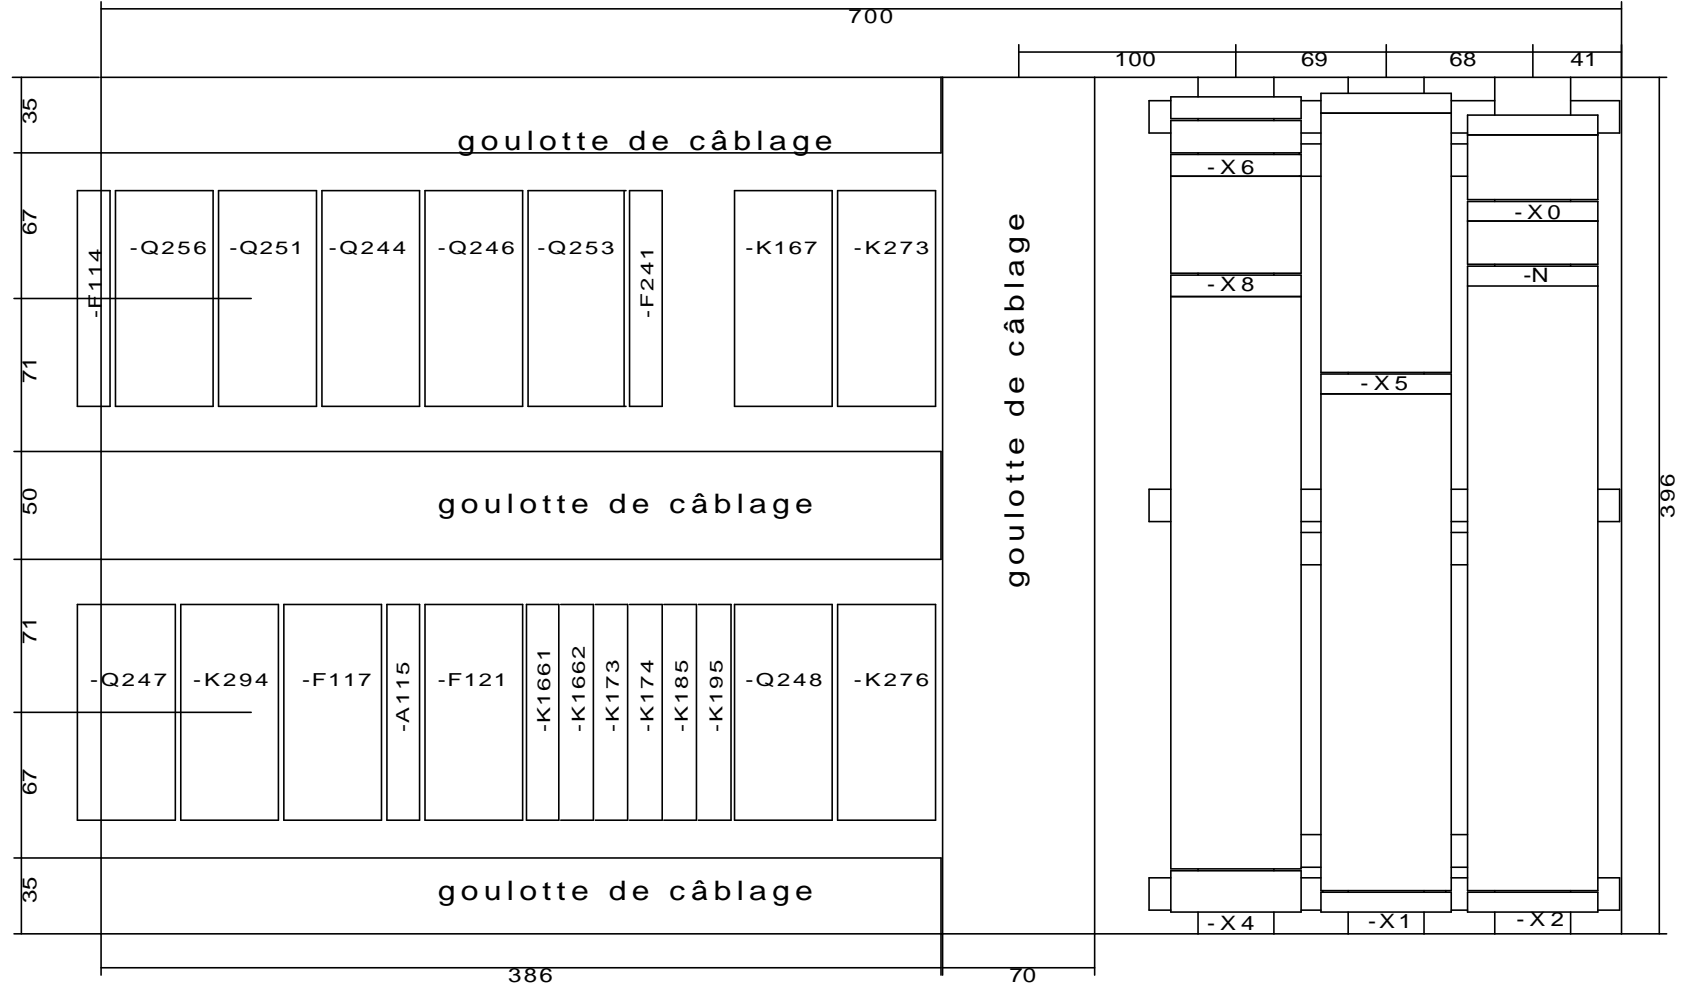 700
100 69 68 41
35
goulotte de câblage
-X6
67
-F114 -Q256 -Q251 -Q244 -Q246 -Q253 -F241 -K167 -K273
goulotte de câblage
-X0
-N
-X8
71
-X5
50
goulotte de câblage
396
71
-Q247 -K294 -F117 -A115 -F121 -K1661 -K1662 -K173 -K174 -K185 -K195 -Q248 -K276
67
35
goulotte de câblage
-X4 -X1 -X2
386 70